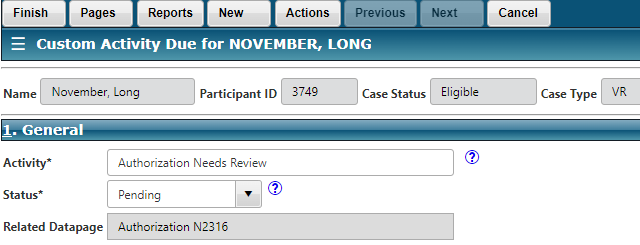 Finish Pages Reports New Actions Previous Next Cancel
☰ Custom Activity Due for NOVEMBER, LONG
Name November, Long Participant ID 3749 Case Status Eligible Case Type VR
1. General
Activity* Authorization Needs Review ?
Status* Pending ▼ ?
Related Datapage Authorization N2316